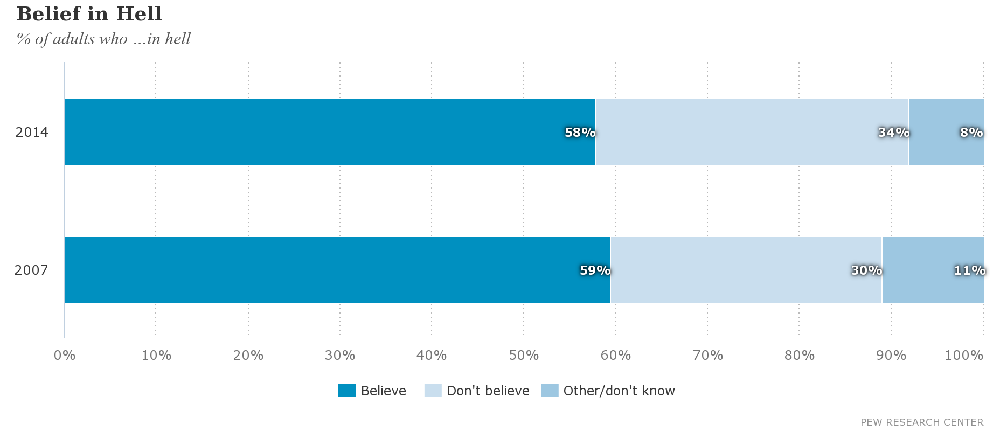 Belief in Hell
% of adults who ...in hell
2014
58%
34%
8%
2007
59%
30%
11%
0% 10% 20% 30% 40% 50% 60% 70% 80% 90% 100%
Believe Don't believe Other/don't know
PEW RESEARCH CENTER